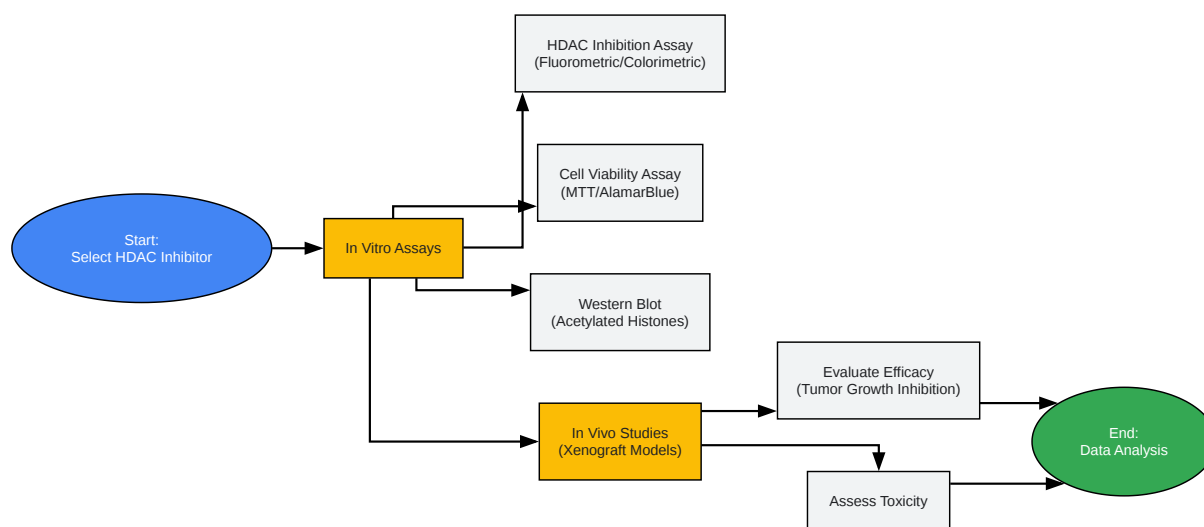 HDAC Inhibition Assay
(Fluorometric/Colorimetric)
Cell Viability Assay
(MTT/AlamarBlue)
Start:
Select HDAC Inhibitor
In Vitro Assays
Western Blot
(Acetylated Histones)
Evaluate Efficacy
(Tumor Growth Inhibition)
In Vivo Studies
(Xenograft Models)
End:
Data Analysis
Assess Toxicity